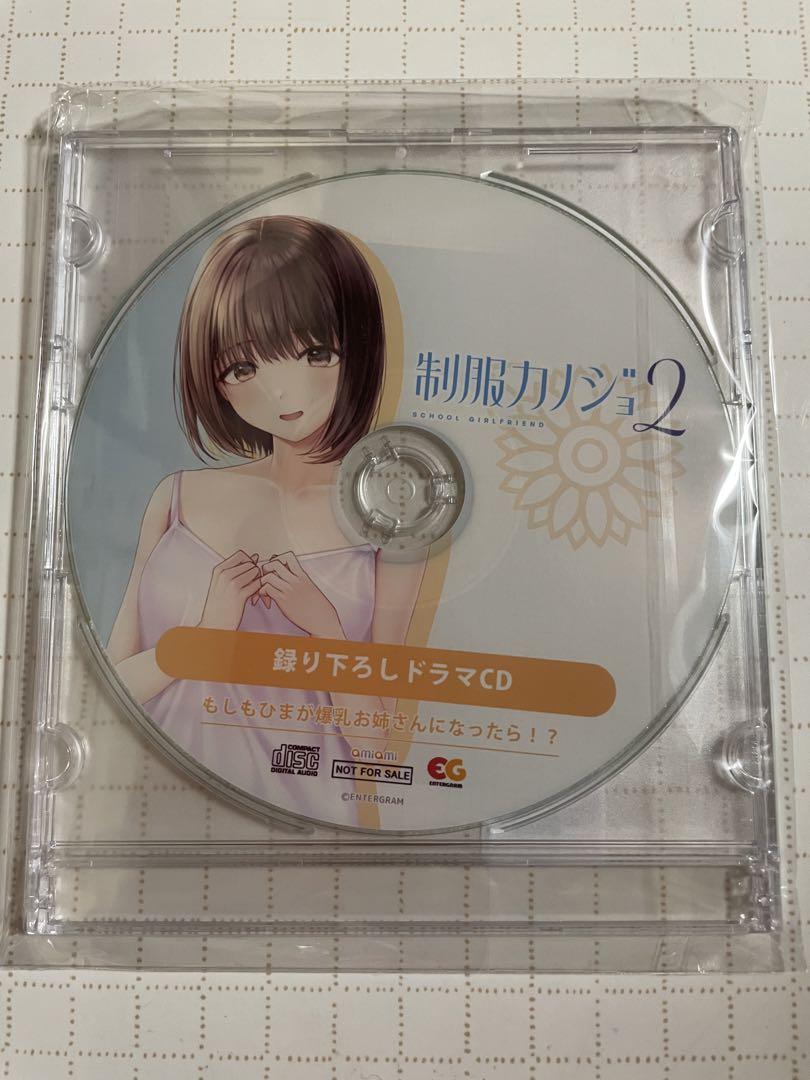 制服カノジョ2
SCHOOL GIRLFRIEND
録り下ろしドラマCD
もしもひまが爆乳お姉さんになったら!?
COMPACT
disc
DIGITAL AUDIO
amiami
NOT FOR SALE
EG
ENTERGRAM
©ENTERGRAM